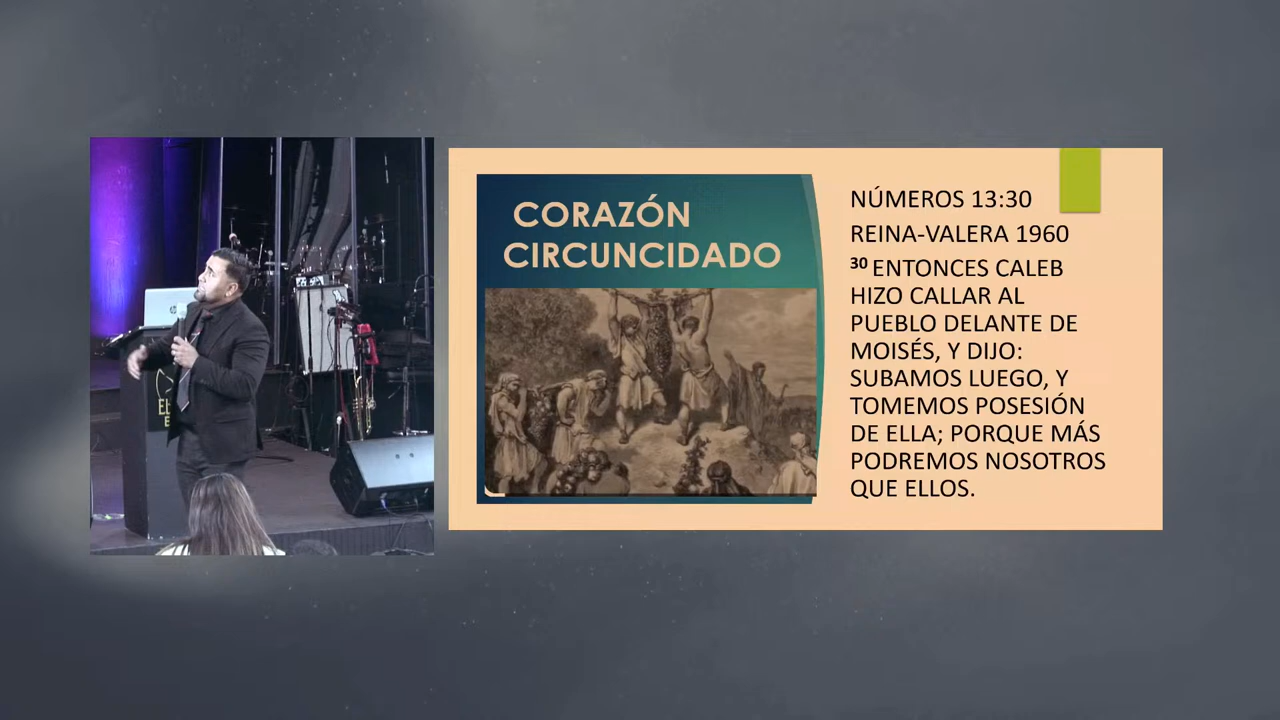 CORAZÓN
CIRCUNCIDADO
NÚMEROS 13:30
REINA-VALERA 1960
30 ENTONCES CALEB
HIZO CALLAR AL
PUEBLO DELANTE DE
MOISÉS, Y DIJO:
SUBAMOS LUEGO, Y
TOMEMOS POSESIÓN
DE ELLA; PORQUE MÁS
PODREMOS NOSOTROS
QUE ELLOS.